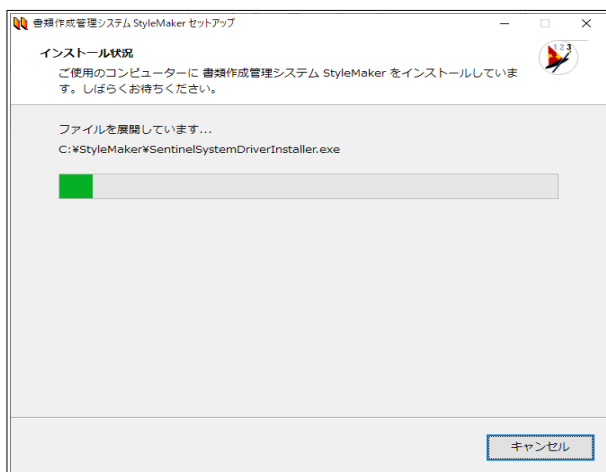 書類作成管理システム StyleMaker セットアップ
インストール状況
ご使用のコンピューターに 書類作成管理システム StyleMaker をインストールしていま
す。しばらくお待ちください。
1 2 3
ファイルを展開しています...
C:¥StyleMaker¥SentinelSystemDriverInstaller.exe
キャンセル